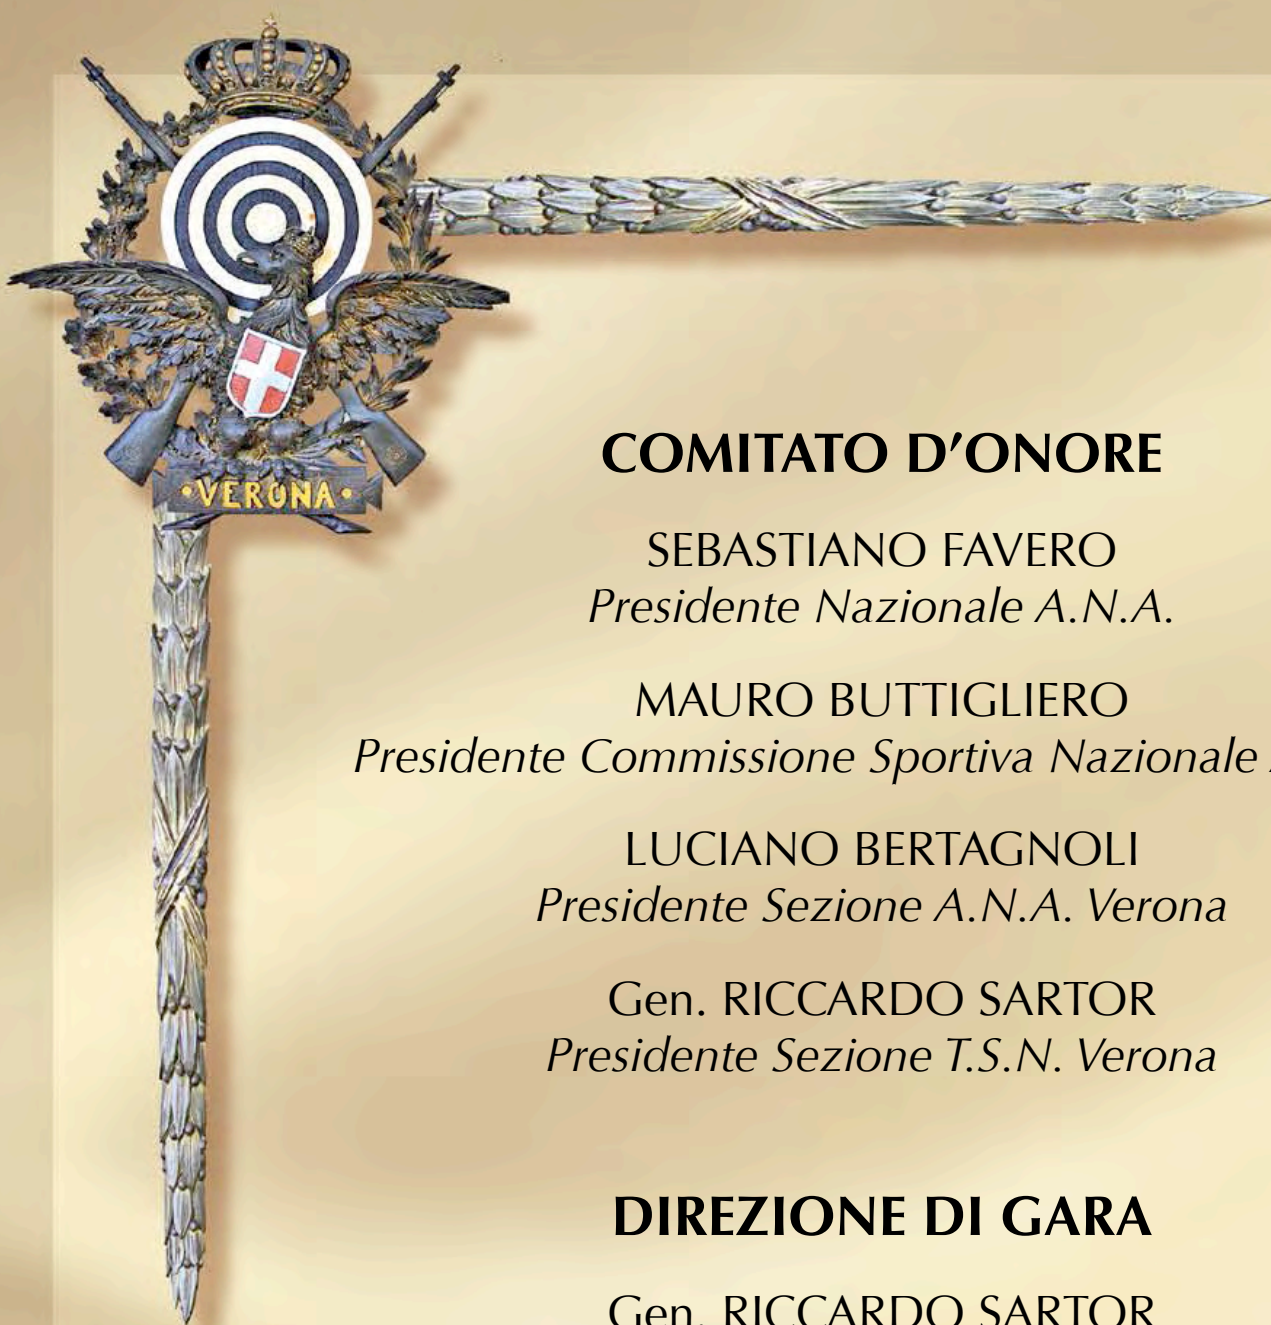 •VERONA•
COMITATO D’ONORE
SEBASTIANO FAVERO
Presidente Nazionale A.N.A.
MAURO BUTTIGLIERO
Presidente Commissione Sportiva Nazionale
LUCIANO BERTAGNOLI
Presidente Sezione A.N.A. Verona
Gen. RICCARDO SARTOR
Presidente Sezione T.S.N. Verona
DIREZIONE DI GARA
Gen. RICCARDO SARTOR